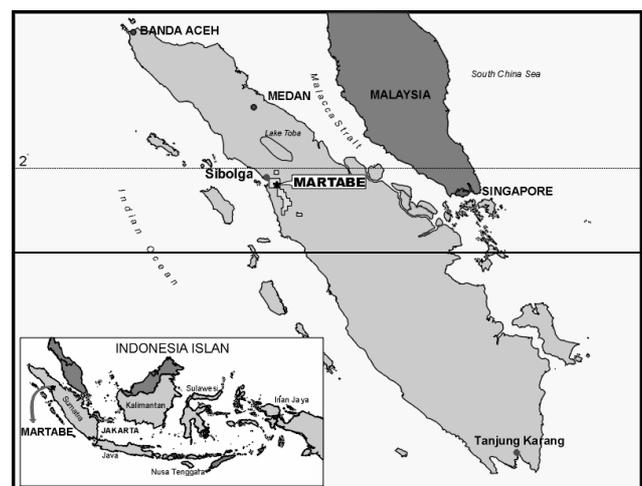 BANDA ACEH
South China Sea
MEDAN
Malacca Strait
MALAYSIA
Lake Toba
2°
Sibolga
MARTABE
SINGAPORE
Indian Ocean
INDONESIA ISLAN
Sulawesi
Irian Jaya
Kalimantan
Sumatra
JAKARTA
MARTABE
Java
Nusa Tenggara
Tanjung Karang